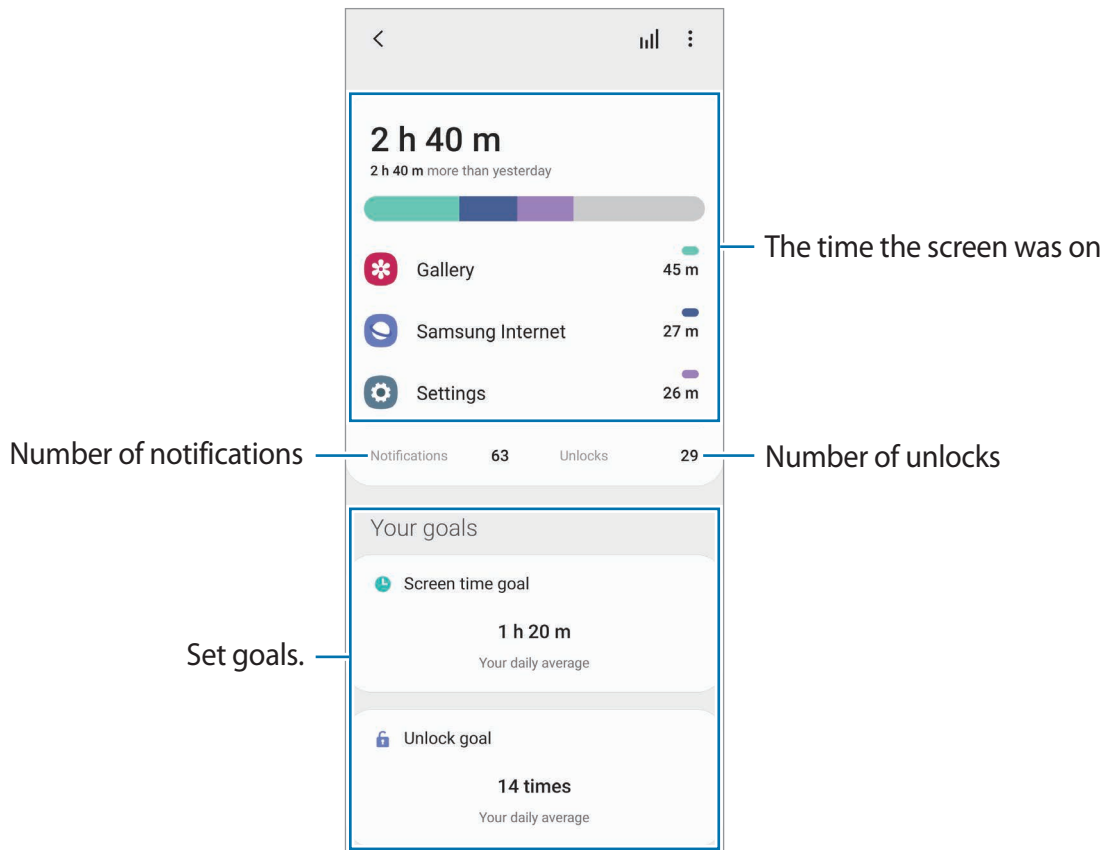 2 h 40 m
2 h 40 m more than yesterday
Gallery
45 m
The time the screen was on
Samsung Internet
27 m
Settings
26 m
Number of notifications
Notifications 63 Unlocks 29
Number of unlocks
Your goals
Screen time goal
1 h 20 m
Your daily average
Set goals.
Unlock goal
14 times
Your daily average